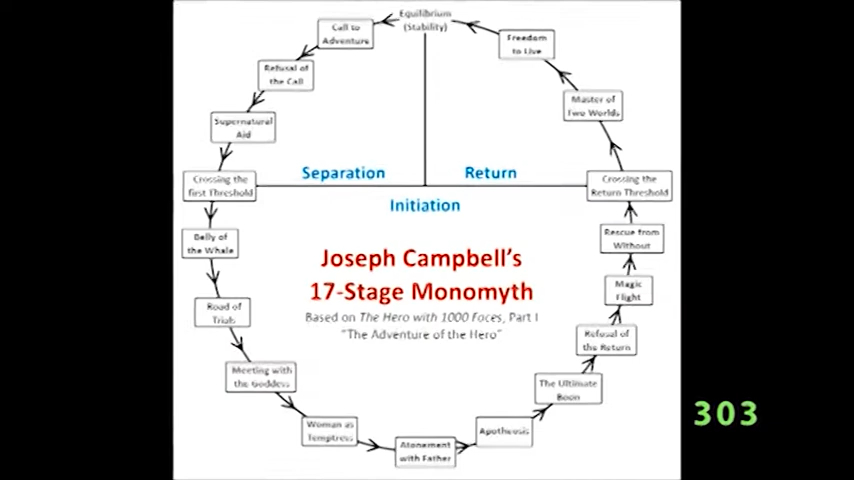 Equilibrium
(Stability)
Call to
Adventure
Refusal of
the Call
Supernatural
Aid
Crossing the
first Threshold
Belly of
the Whale
Road of
Trials
Meeting with
the Goddess
Woman as
Temptress
Atonement
with Father
Apotheosis
The Ultimate
Boon
Refusal of
the Return
Magic
Flight
Rescue from
Without
Crossing the
Return Threshold
Master of
Two Worlds
Freedom
to Live
Separation
Return
Initiation
Joseph Campbell's
17-Stage Monomyth
Based on The Hero with 1000 Faces, Part I
"The Adventure of the Hero"
303